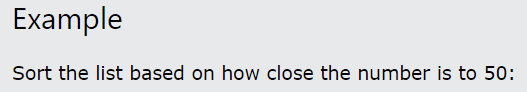 Example
Sort the list based on how close the number is to 50: